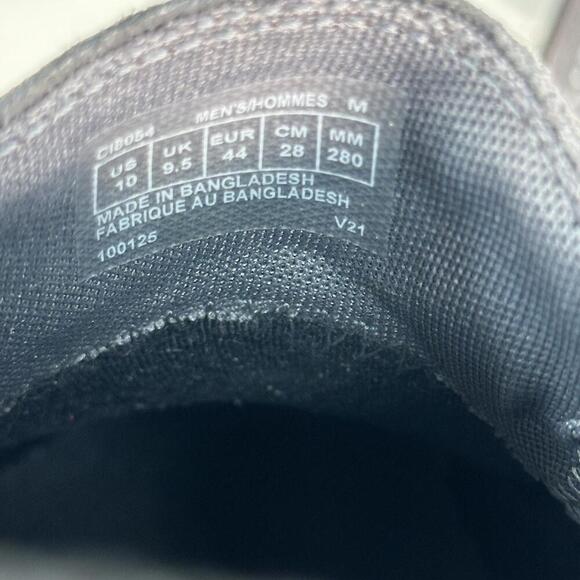 CI8054 MEN'S/HOMMES M
US UK EUR CM MM
10 9.5 44 28 280
MADE IN BANGLADESH
FABRIQUE AU BANGLADESH
100125 V21